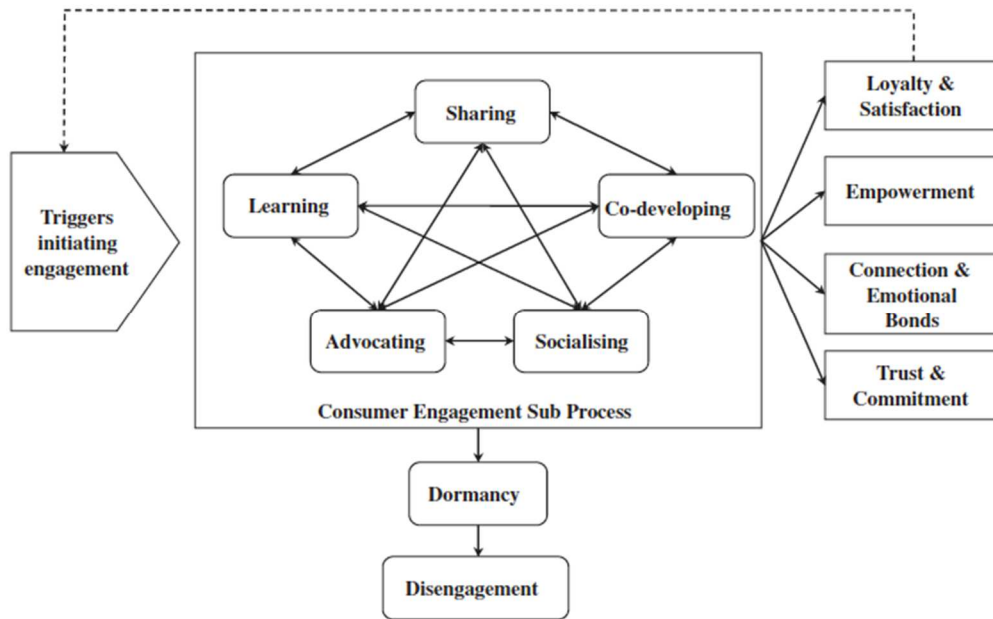 Triggers
initiating
engagement
Sharing
Learning
Co-developing
Advocating
Socialising
Consumer Engagement Sub Process
Loyalty &
Satisfaction
Empowerment
Connection &
Emotional
Bonds
Trust &
Commitment
Dormancy
Disengagement